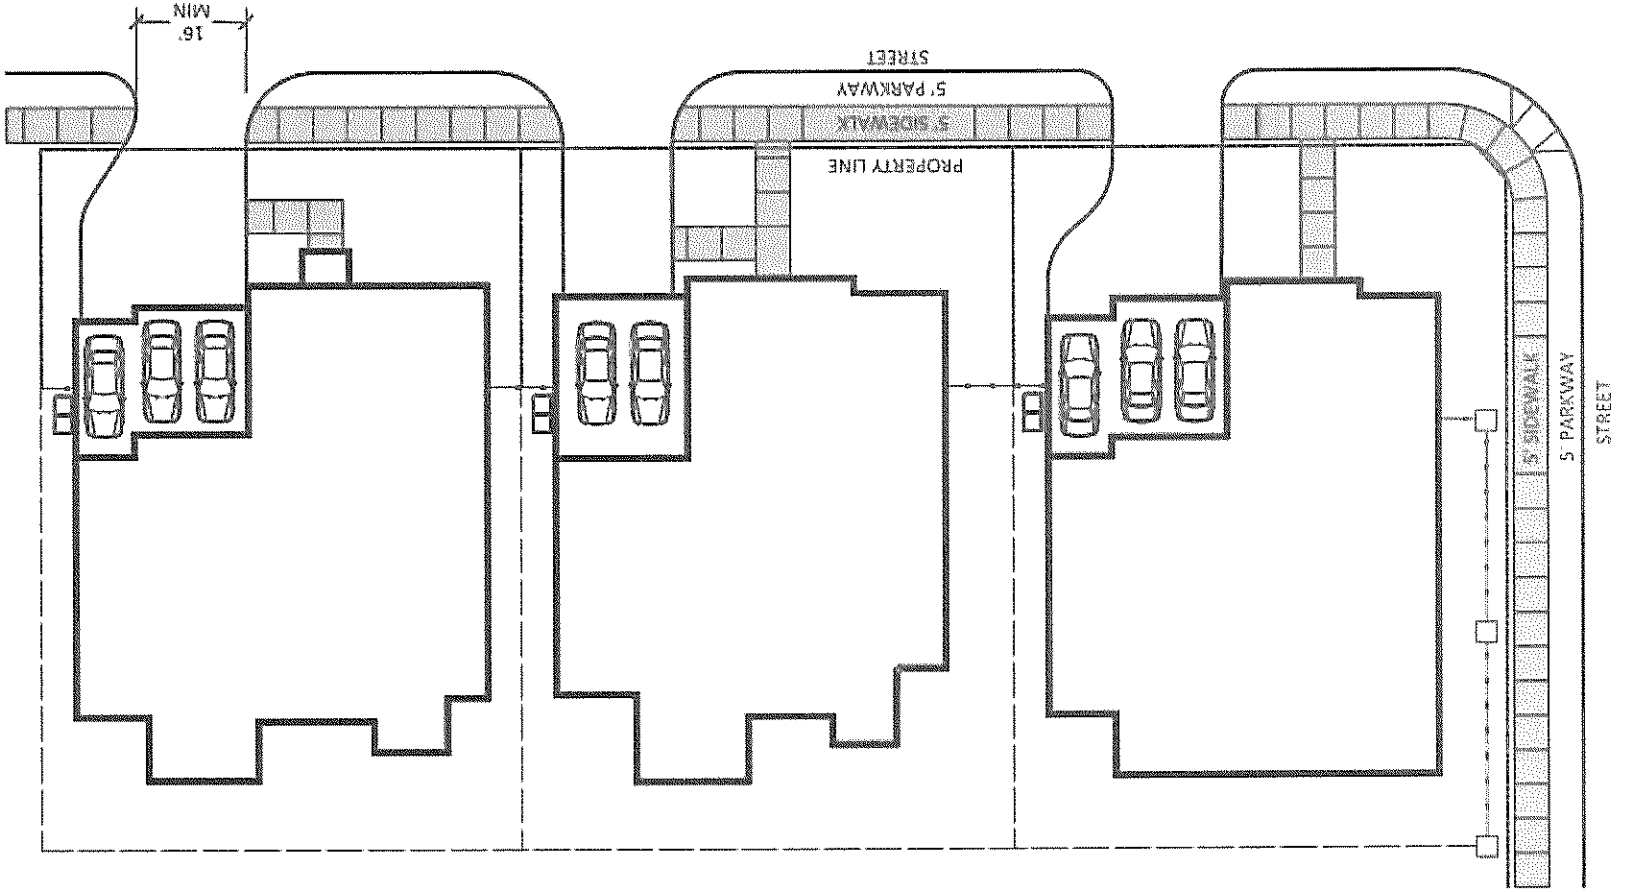 16'
MIN
STREET
5' PARKWAY
5' SIDEWALK
PROPERTY LINE
5' SIDEWALK
5' PARKWAY
STREET